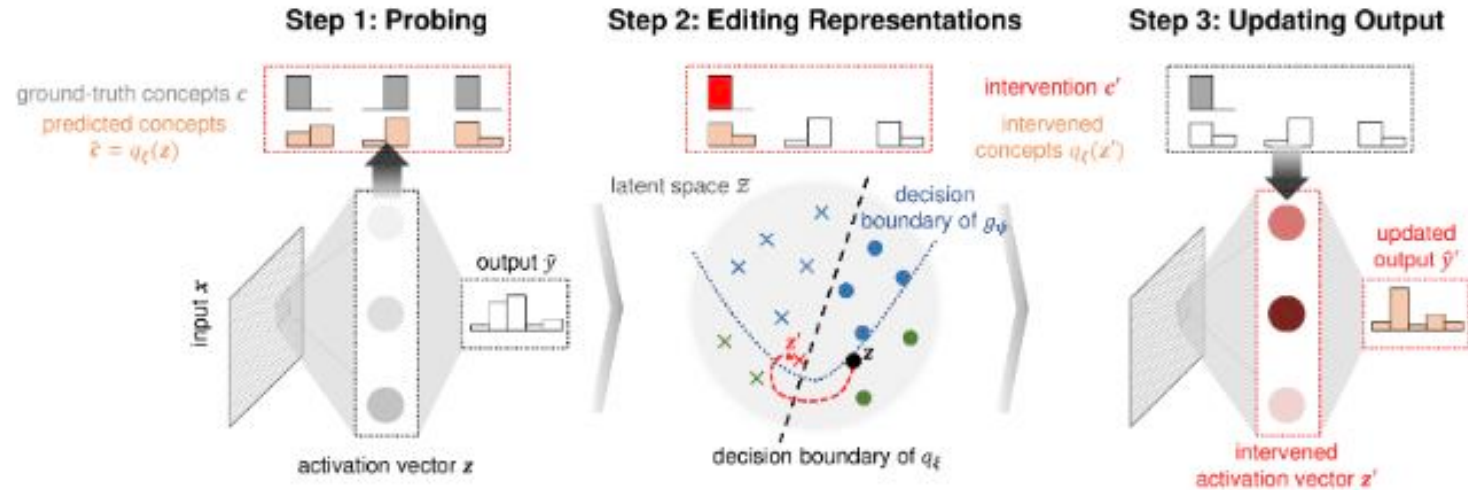 Step 1: Probing
Step 2: Editing Representations
Step 3: Updating Output
ground-truth concepts c
predicted concepts
ĉ = q_ξ(z)
input x
output ŷ
activation vector z
latent space Z
decision
boundary of g_ψ
z'
z
decision boundary of q_ξ
intervention c'
intervened
concepts q_ξ(z')
updated
output ŷ'
intervened
activation vector z'